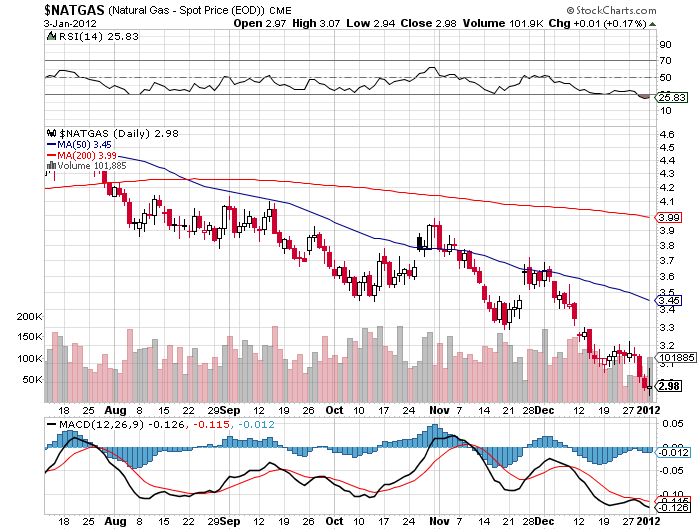 $NATGAS (Natural Gas - Spot Price (EOD)) CME © StockCharts.com
3-Jan-2012 Open 2.97 High 3.07 Low 2.94 Close 2.98 Volume 101.9K Chg +0.01 (+0.17%)
RSI(14) 25.83
90
70
50
30
25.83
10
$NATGAS (Daily) 2.98
MA(50) 3.45
MA(200) 3.99
Volume 101,885
4.6
4.5
4.4
4.3
4.2
4.1
3.99
3.9
3.8
3.7
3.6
3.5
3.45
3.4
3.3
3.2
101885
3.1
2.98
200K
150K
100K
50K
18 25 Aug 8 15 22 29 Sep 12 19 26 Oct 10 17 24 Nov 7 14 21 28 Dec 12 19 27 2012
MACD(12,26,9) -0.126, -0.115, -0.012
0.05
-0.012
-0.05
-0.115
-0.126
18 25 Aug 8 15 22 29 Sep 12 19 26 Oct 10 17 24 Nov 7 14 21 28 Dec 12 19 27 2012